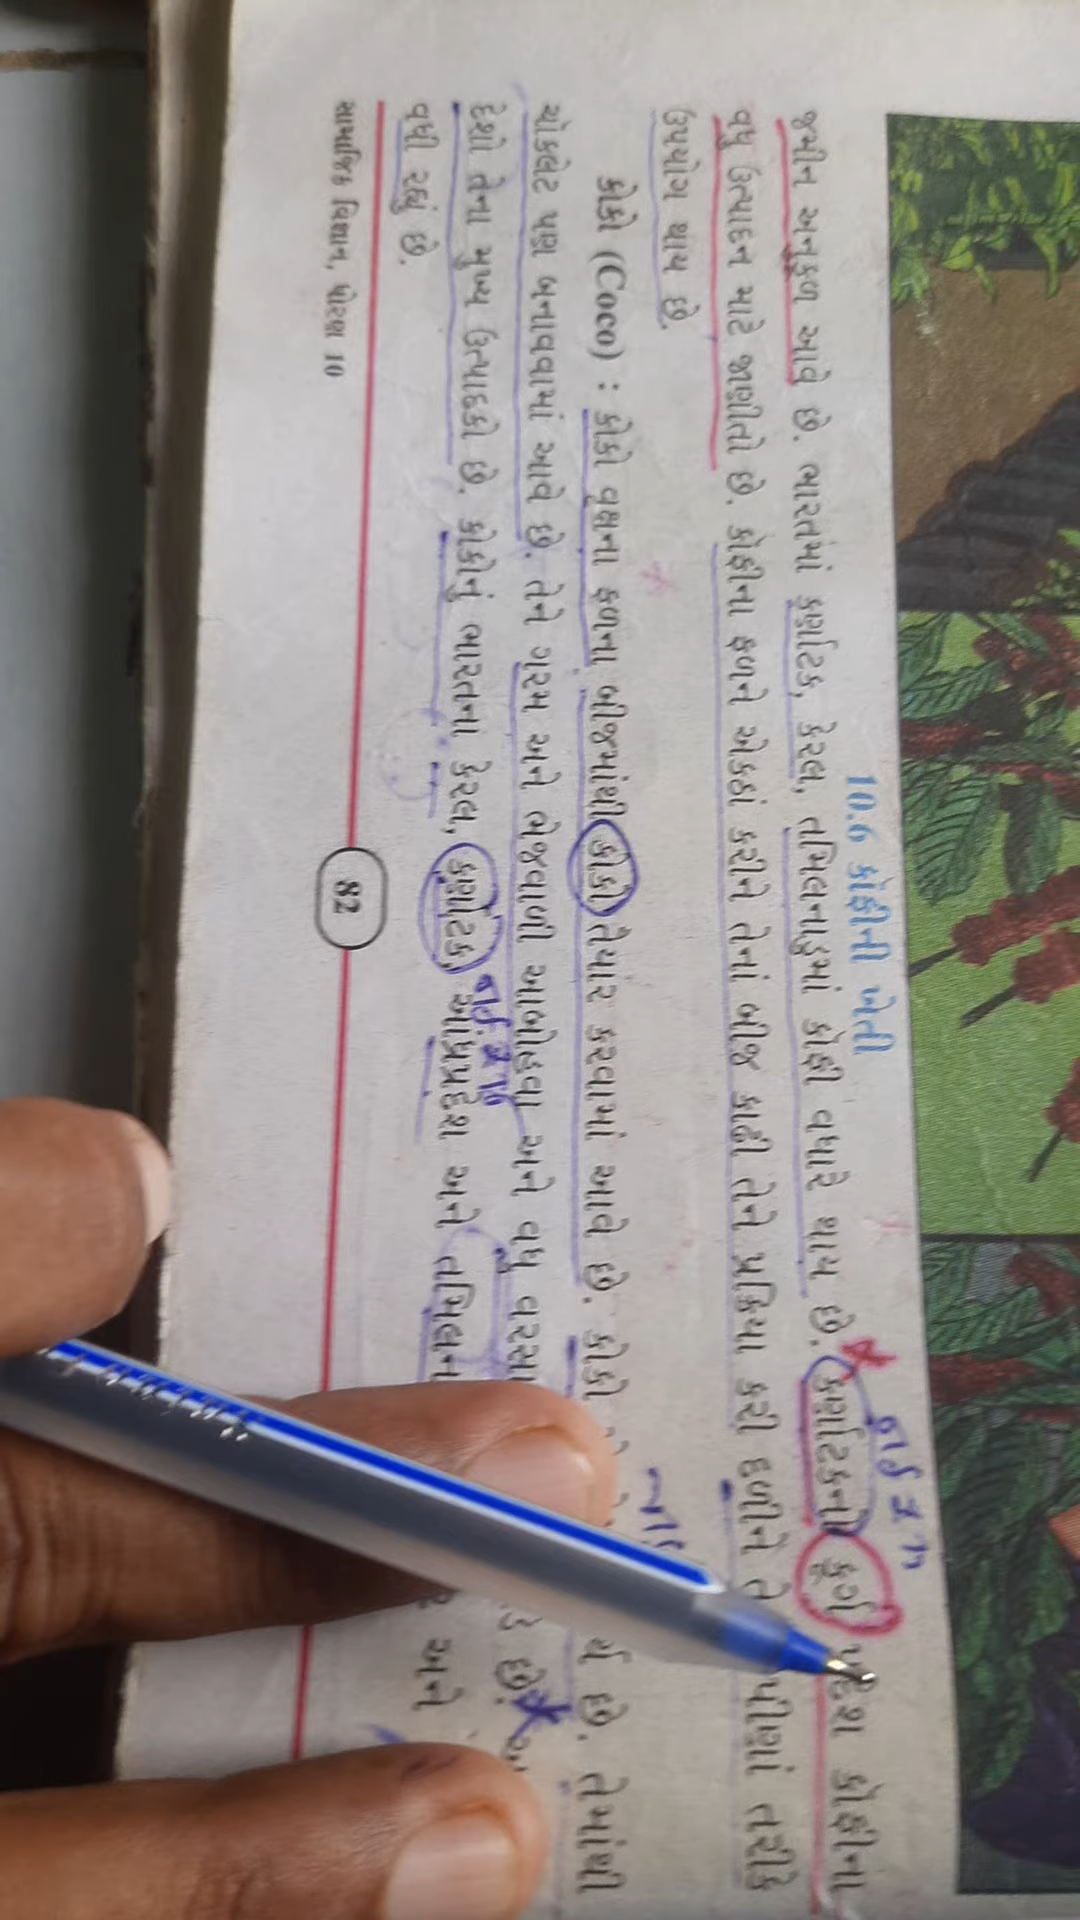 10.6 કૉફીની ખેતી
જમીન અનુકૂળ આવે છે. ભારતમાં કર્ણાટક, કેરલ, તમિલનાડુમાં કૉફી વધારે થાય છે. કર્ણાટકનો કૂર્ગ પ્રદેશ કૉફીના
વધુ ઉત્પાદન માટે જાણીતો છે. કૉફીના ફળને એકઠાં કરીને તેનાં બીજ કાઢી તેને પ્રક્રિયા કરી દળીને પીણાં તરીકે
ઉપયોગ થાય છે.
કોકો (Coco) : કોકો વૃક્ષના ફળના બીજમાંથી કોકો તૈયાર કરવામાં આવે છે. કોકો છે. તેમાંથી
ચોકલેટ પણ બનાવવામાં આવે છે. તેને ગરમ અને ભેજવાળી આબોહવા અને વધુ છે.
દેશો તેના મુખ્ય ઉત્પાદકો છે. કોકોનું ભારતના કેરલ, કર્ણાટક, આંધ્રપ્રદેશ અને અને
વધી રહ્યું છે.
સામાજિક વિજ્ઞાન, ધોરણ 10
82